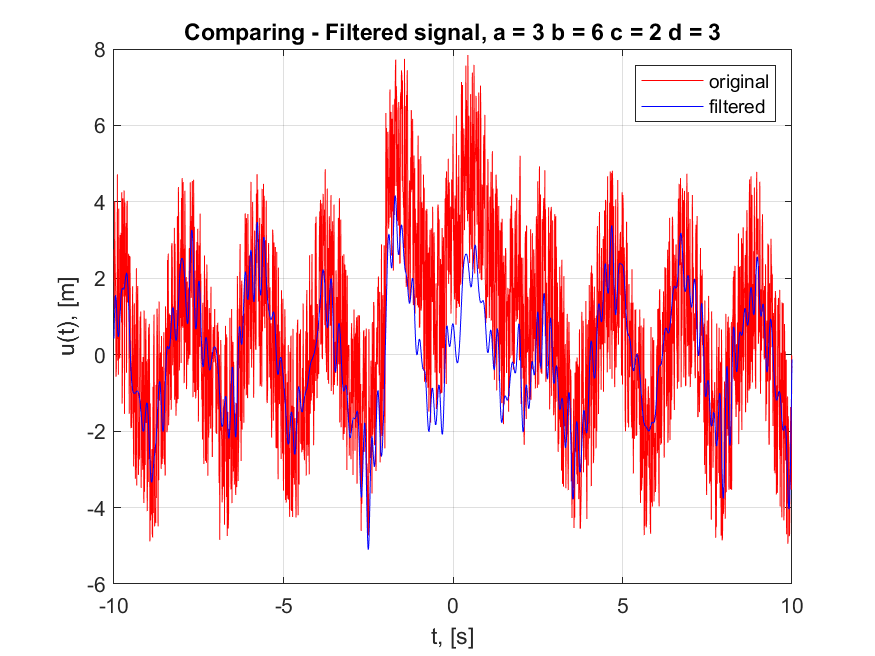 Comparing - Filtered signal, a = 3 b = 6 c = 2 d = 3
original
filtered
8
6
4
2
0
-2
-4
-6
u(t), [m]
-10
-5
0
5
10
t, [s]